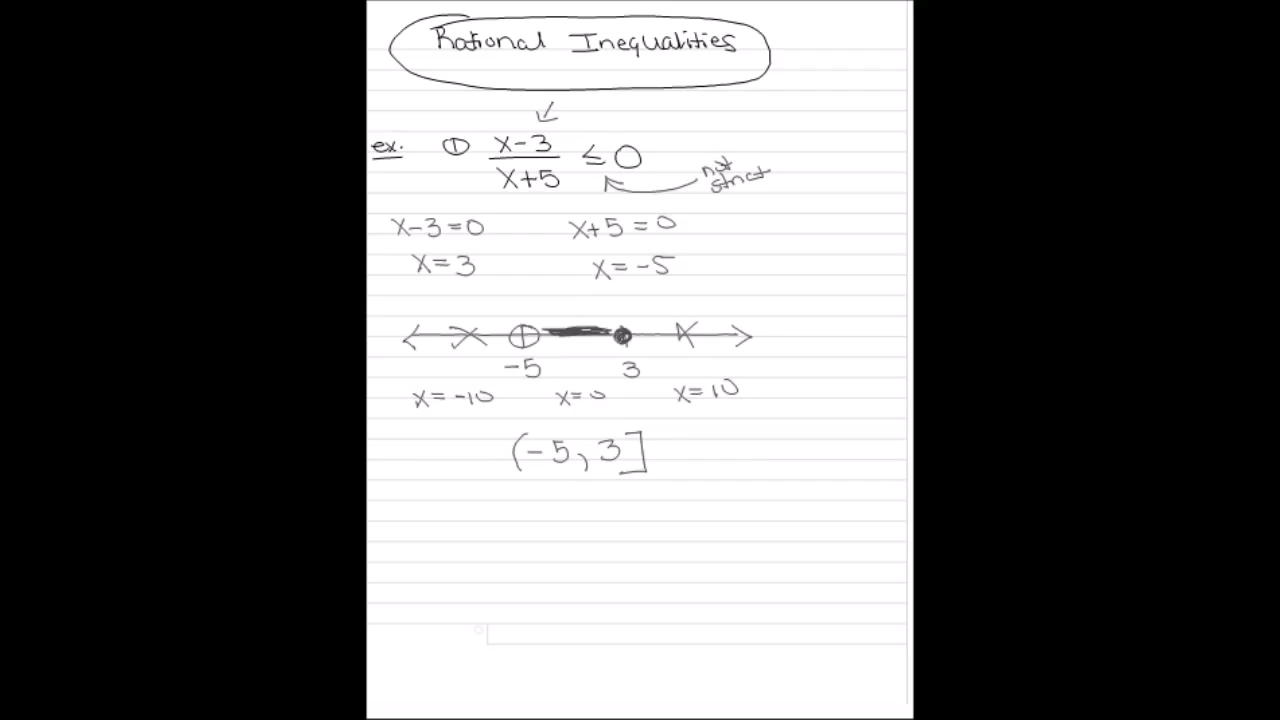 Rational Inequalities
ex. ① x-3/x+5 ≤ 0
not strict
x-3=0 x+5=0
x=3 x=-5
-5 3
x=-10 x=0 x=10
(-5,3]